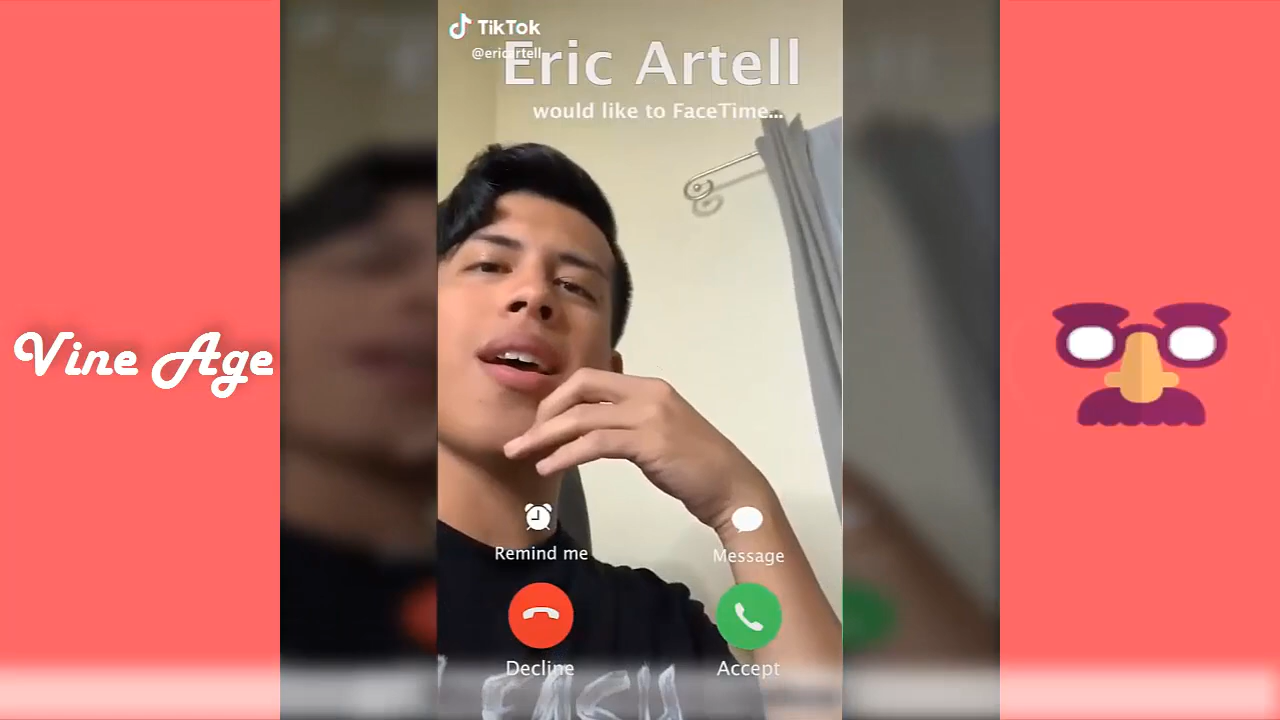 TikTok
@ericartell
Eric Artell
would like to FaceTime...
Vine Age
Remind me
Message
Decline
Accept